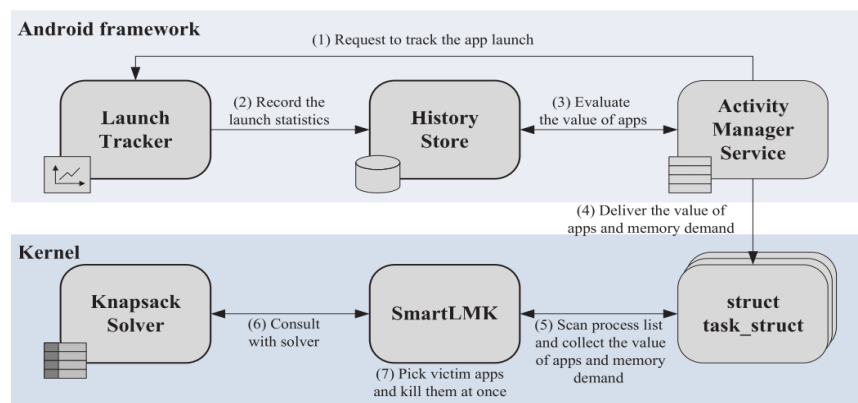 Android framework
(1) Request to track the app launch
Launch
Tracker
(2) Record the
launch statistics
History
Store
(3) Evaluate
the value of apps
Activity
Manager
Service
(4) Deliver the value of
apps and memory demand
Kernel
Knapsack
Solver
(6) Consult
with solver
SmartLMK
(7) Pick victim apps
and kill them at once
(5) Scan process list
and collect the value
of apps and memory
demand
struct
task_struct